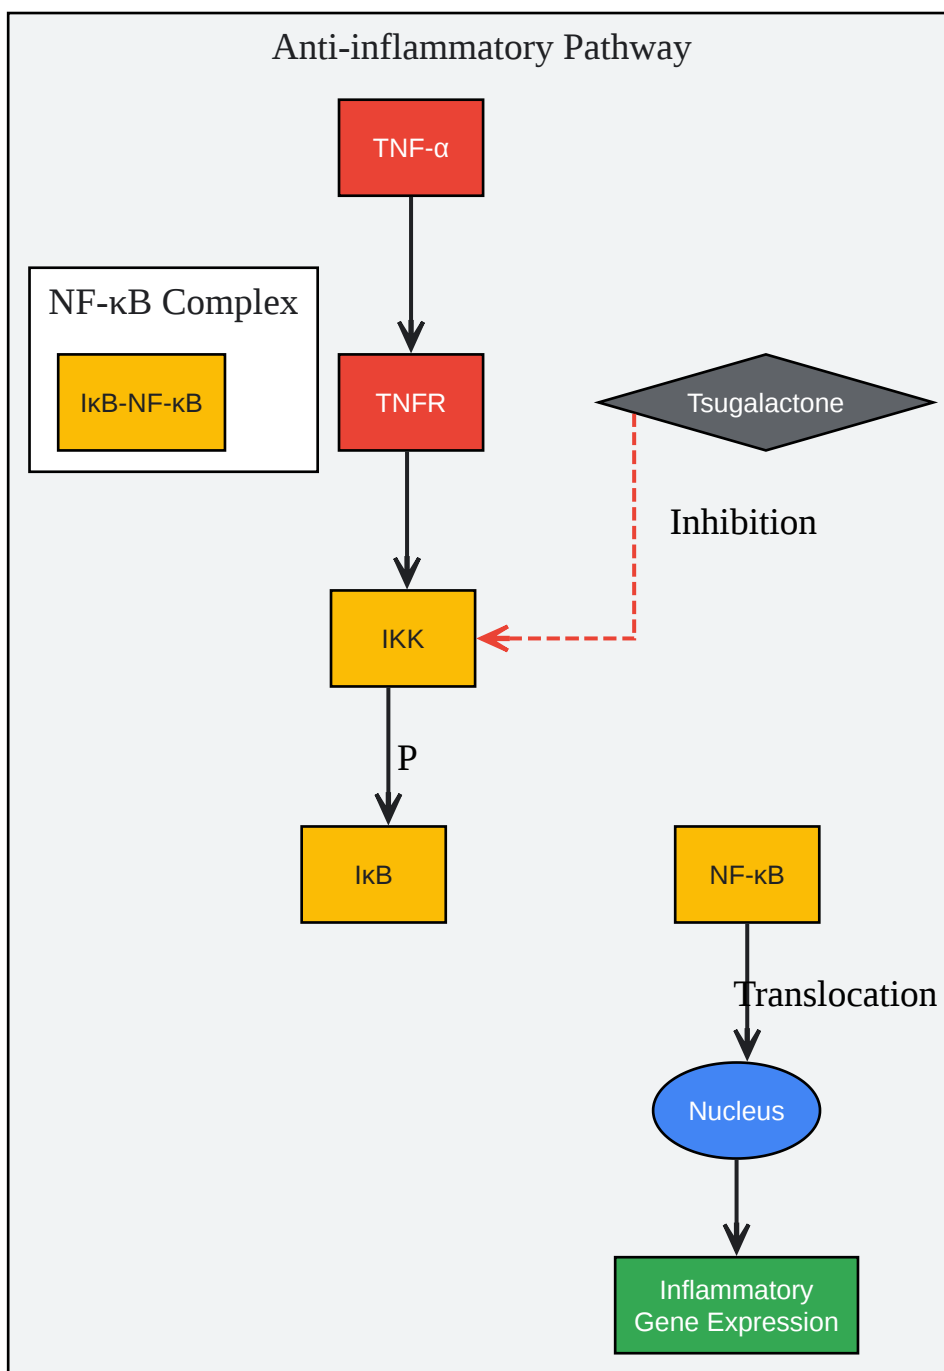 Anti-inflammatory Pathway
TNF-α
NF-κB Complex
IκB-NF-κB
TNFR
Tsugalactone
Inhibition
IKK
P
IκB
NF-κB
Translocation
Nucleus
Inflammatory
Gene Expression